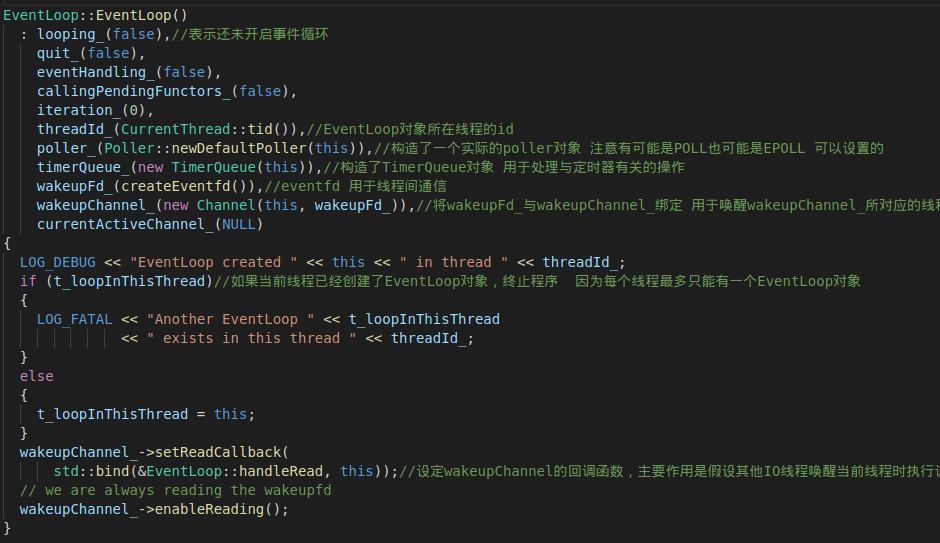 EventLoop::EventLoop()
  : looping_(false),//表示还未开启事件循环
    quit_(false),
    eventHandling_(false),
    callingPendingFunctors_(false),
    iteration_(0),
    threadId_(CurrentThread::tid()),//EventLoop对象所在线程的id
    poller_(Poller::newDefaultPoller(this)),//构造了一个实际的poller对象 注意有可能是POLL也可能是EPOLL 可以设置的
    timerQueue_(new TimerQueue(this)),//构造了TimerQueue对象 用于处理与定时器有关的操作
    wakeupFd_(createEventfd()),//eventfd 用于线程间通信
    wakeupChannel_(new Channel(this, wakeupFd_)),//将wakeupFd_与wakeupChannel_绑定 用于唤醒wakeupChannel_所对应的线
    currentActiveChannel_(NULL)
{
  LOG_DEBUG << "EventLoop created " << this << " in thread " << threadId_;
  if (t_loopInThisThread)//如果当前线程已经创建了EventLoop对象，终止程序  因为每个线程最多只能有一个EventLoop对象
  {
    LOG_FATAL << "Another EventLoop " << t_loopInThisThread
              << " exists in this thread " << threadId_;
  }
  else
  {
    t_loopInThisThread = this;
  }
  wakeupChannel_->setReadCallback(
      std::bind(&EventLoop::handleRead, this));//设定wakeupChannel的回调函数，主要作用是假设其他IO线程唤醒当前线程时执行
  // we are always reading the wakeupfd
  wakeupChannel_->enableReading();
}